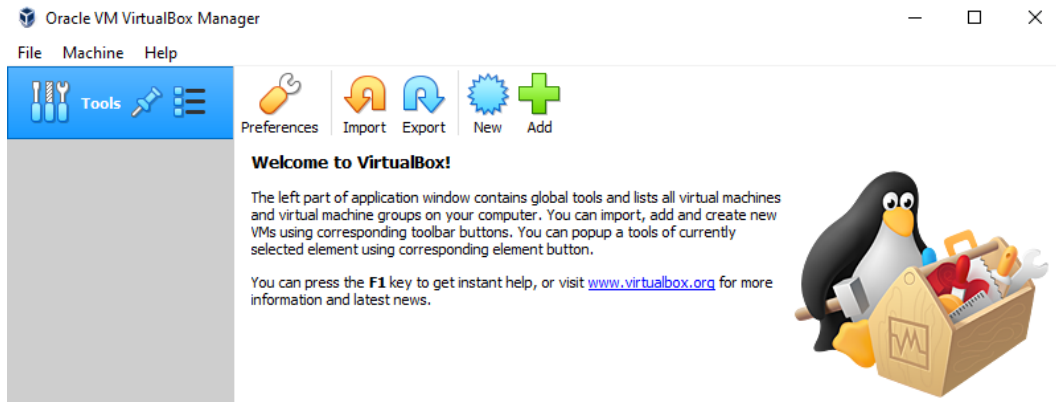 Oracle VM VirtualBox Manager
File Machine Help
Tools
Preferences Import Export New Add
Welcome to VirtualBox!
The left part of application window contains global tools and lists all virtual machines
and virtual machine groups on your computer. You can import, add and create new
VMs using corresponding toolbar buttons. You can popup a tools of currently
selected element using corresponding element button.
You can press the F1 key to get instant help, or visit www.virtualbox.org for more
information and latest news.